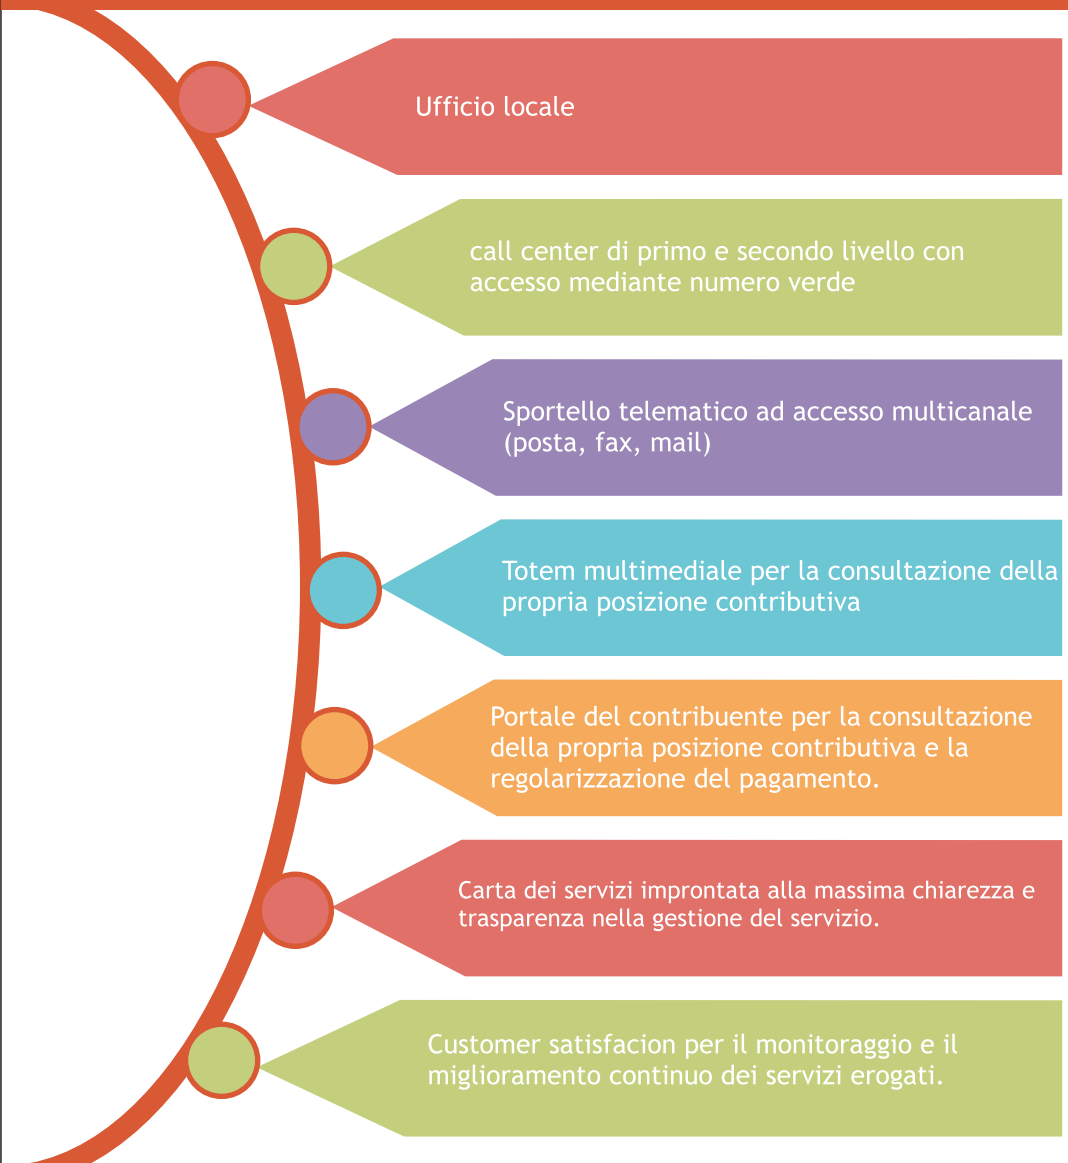 Ufficio locale
call center di primo e secondo livello con
accesso mediante numero verde
Sportello telematico ad accesso multicanale
(posta, fax, mail)
Totem multimediale per la consultazione della
propria posizione contributiva
Portale del contribuente per la consultazione
della propria posizione contributiva e la
regolarizzazione del pagamento.
Carta dei servizi improntata alla massima chiarezza e
trasparenza nella gestione del servizio.
Customer satisfacion per il monitoraggio e il
miglioramento continuo dei servizi erogati.